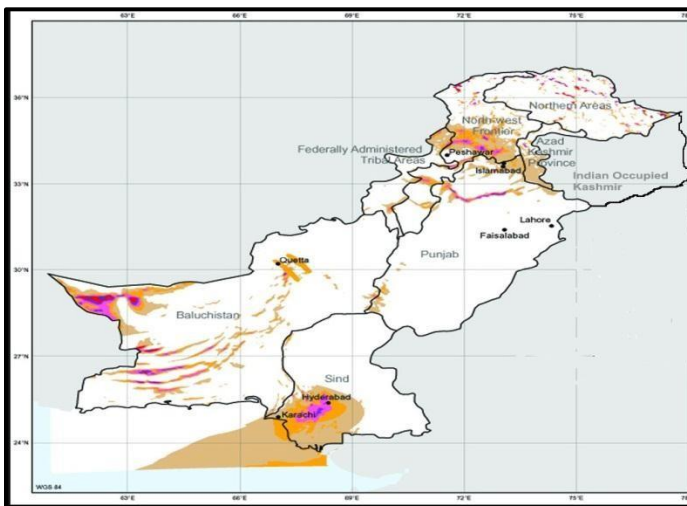 63°E 66°E 69°E 72°E 75°E 78°
36°N
Northern Areas
North-west
Frontier
Federally Administered
Tribal Areas
Peshawar
Azad
Kashmir
Province
Islamabad
Indian Occupied
Kashmir
33°N
Lahore
Faisalabad
Punjab
Quetta
30°N
Baluchistan
27°N
Sind
Hyderabad
Karachi
24°N
WGS 84
63°E 66°E 69°E 72°E 75°E 78